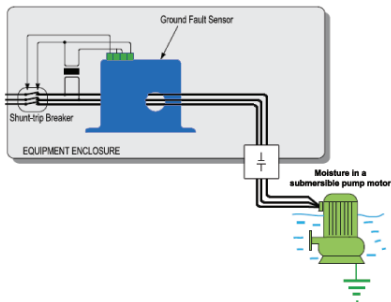 Ground Fault Sensor
Shunt-trip Breaker
EQUIPMENT ENCLOSURE
Moisture in a
submersible pump motor